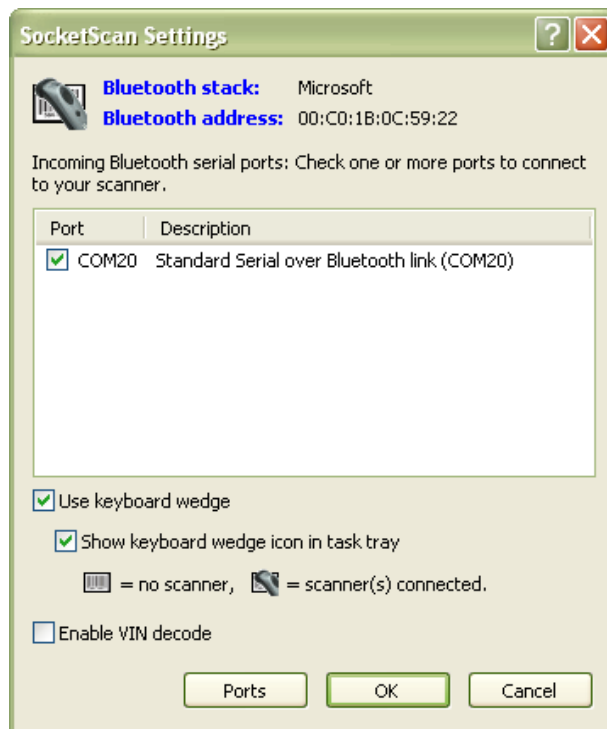 SocketScan Settings
Bluetooth stack: Microsoft
Bluetooth address: 00:C0:1B:0C:59:22
Incoming Bluetooth serial ports: Check one or more ports to connect
to your scanner.
Port Description
COM20 Standard Serial over Bluetooth link (COM20)
Use keyboard wedge
Show keyboard wedge icon in task tray
= no scanner, = scanner(s) connected.
Enable VIN decode
Ports OK Cancel